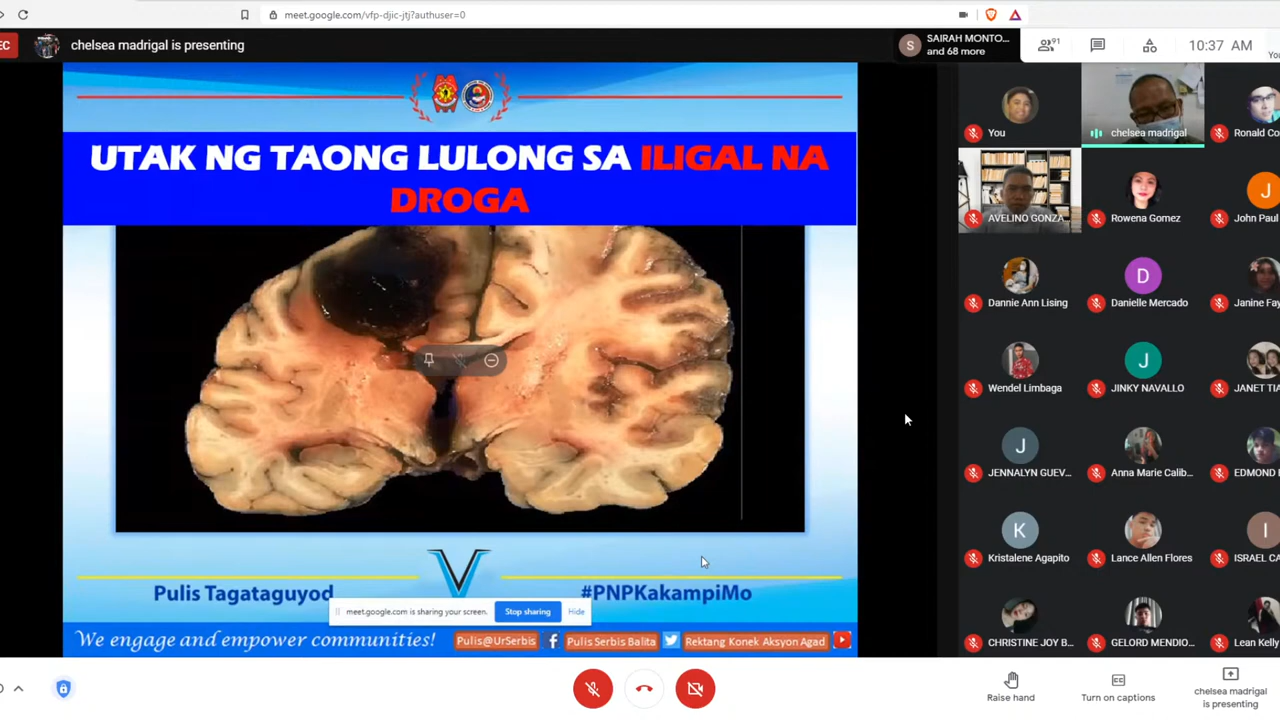 meet.google.com/vfp-djic-jtj?authuser=0
EC
chelsea madrigal is presenting
S
SAIRAH MONTO...
and 68 more
91
10:37 AM
You
UTAK NG TAONG LULONG SA ILIGAL NA
DROGA
You
chelsea madrigal
Ronald Co
AVELINO GONZA...
Rowena Gomez
J
John Paul
Dannie Ann Lising
D
Danielle Mercado
Janine Fay
Wendel Limbaga
J
JINKY NAVALLO
JANET TIA
J
JENNALYN GUEV...
Anna Marie Calib...
EDMOND
K
Kristalene Agapito
Lance Allen Flores
I
ISRAEL CA
CHRISTINE JOY B...
GELORD MENDIO...
Lean Kelly
V
Pulis Tagataguyod
#PNPKakampiMo
meet.google.com is sharing your screen.
Stop sharing
Hide
We engage and empower communities!
Pulis@UrSerbis
Pulis Serbis Balita
Rektang Konek Aksyon Agad
Raise hand
Turn on captions
chelsea madrigal
is presenting